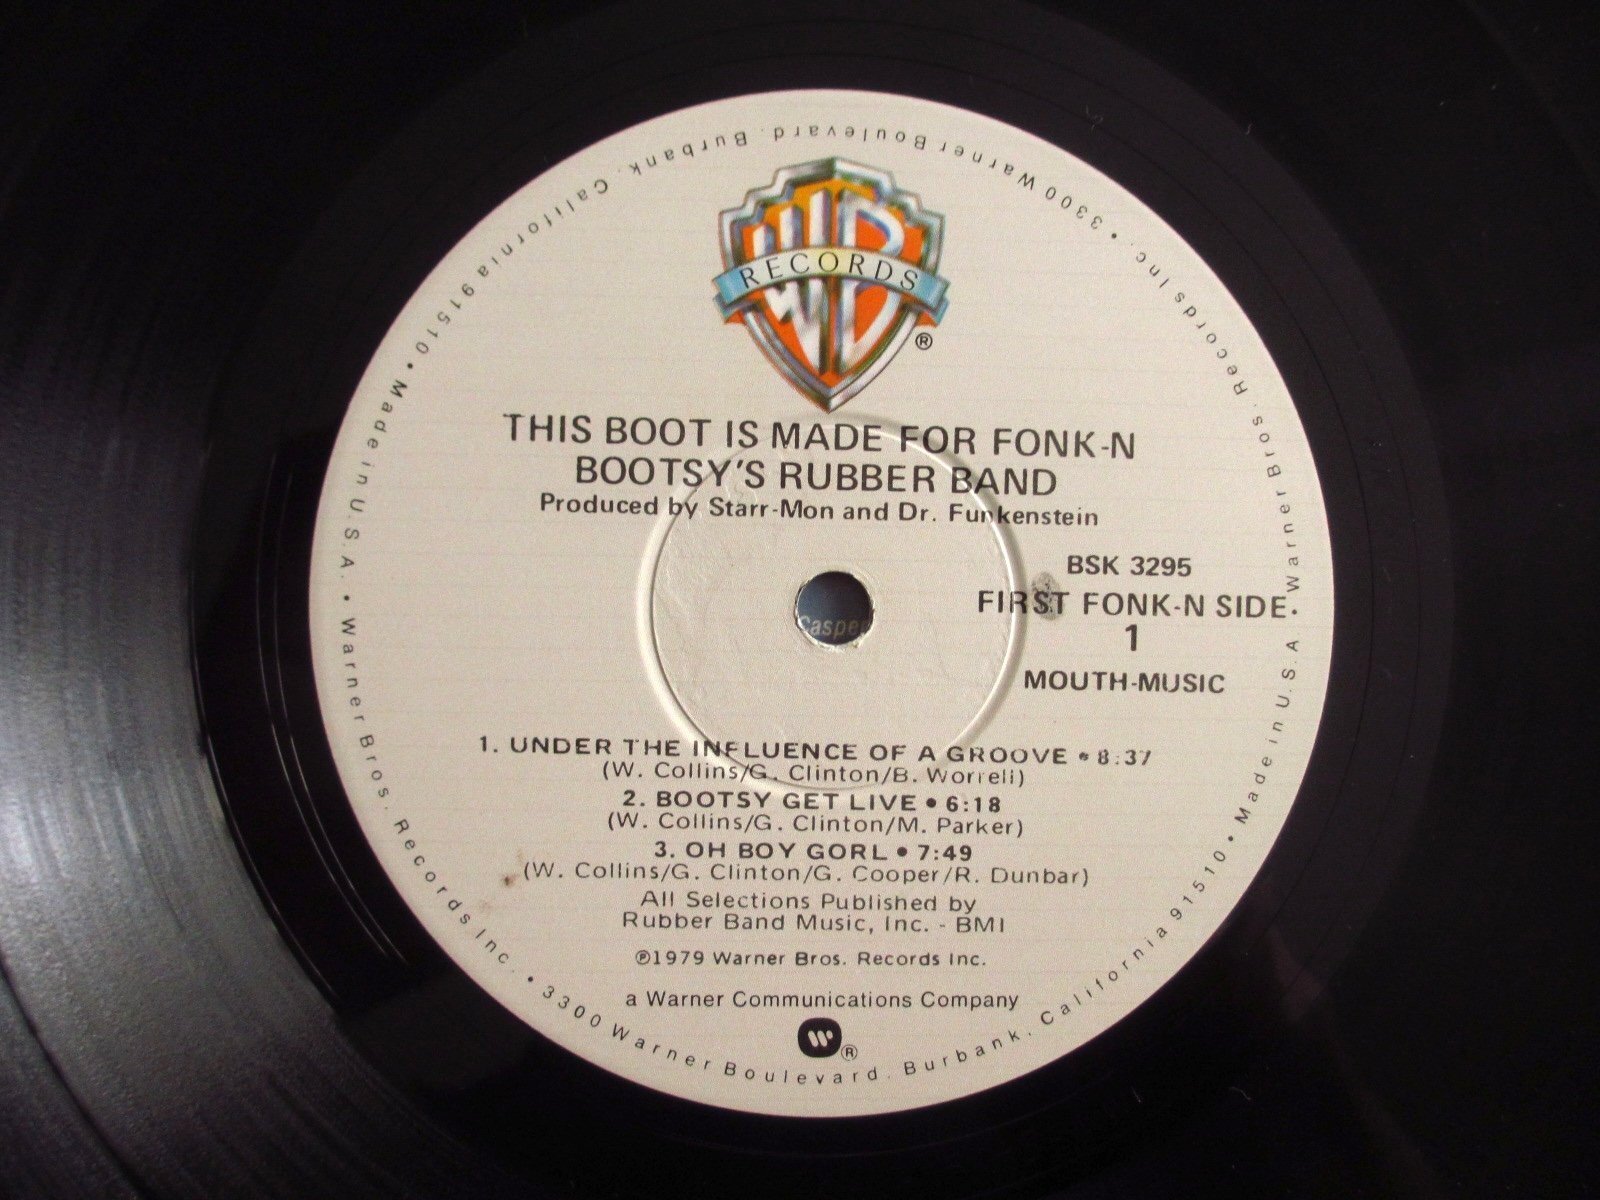 WB
RECORDS
®
THIS BOOT IS MADE FOR FONK-N
BOOTSY'S RUBBER BAND
Produced by Starr-Mon and Dr. Funkenstein
BSK 3295
FIRST FONK-N SIDE.
1
MOUTH-MUSIC
Casper
1. UNDER THE INFLUENCE OF A GROOVE • 8:37
(W. Collins/G. Clinton/B. Worrell)
2. BOOTSY GET LIVE • 6:18
(W. Collins/G. Clinton/M. Parker)
3. OH BOY GORL • 7:49
(W. Collins/G. Clinton/G. Cooper/R. Dunbar)
All Selections Published by
Rubber Band Music, Inc. - BMI
℗1979 Warner Bros. Records Inc.
a Warner Communications Company
W®
Warner Bros. Records Inc. • 3300 Warner Boulevard. Burbank. California 91510 • Made in U.S.A. • Warner Bros. Records Inc. • 3300 Warner Boulevard. Burbank. California 91510 • Made in U.S.A